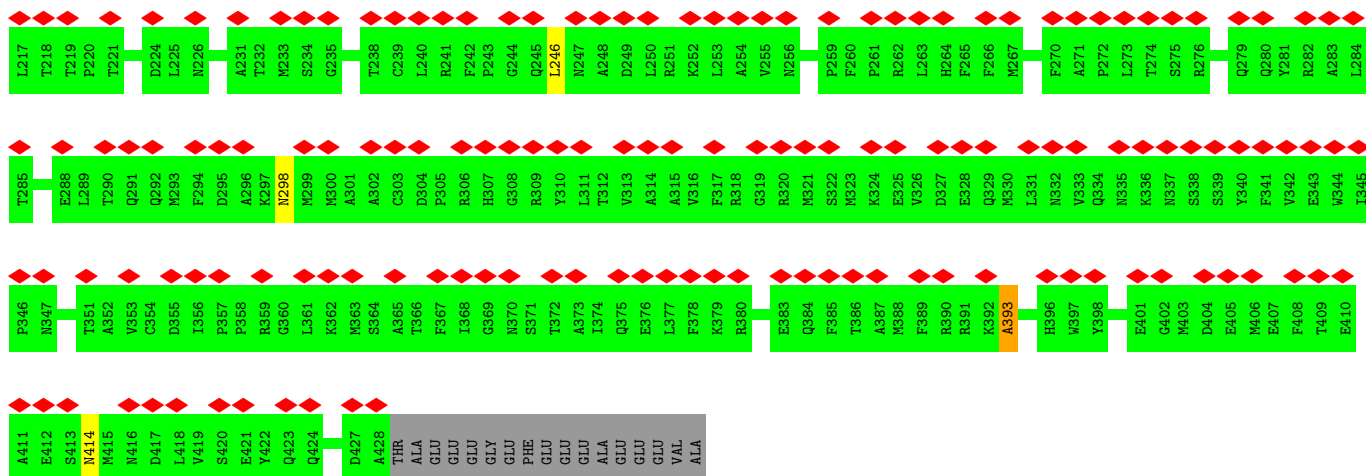 L217 T218 T219 P220 T221 D224 L225 N226 A231 T232 M233 S234 G235 T238 C239 L240 R241 F242 P243 G244 Q245 L246 N247 A248 D249 L250 R251 K252 L253 A254 V255 N256 P259 F260 P261 R262 L263 H264 F265 F266 M267 F270 A271 P272 L273 T274 S275 R276 Q279 Q280 Y281 R282 A283 L284
T285 E288 L289 T290 Q291 Q292 M293 F294 D295 A296 K297 N298 M299 M300 A301 A302 C303 D304 P305 R306 H307 G308 R309 Y310 L311 T312 V313 A314 A315 V316 F317 R318 G319 R320 M321 S322 M323 K324 E325 V326 D327 E328 Q329 M330 L331 N332 V333 Q334 N335 K336 N337 S338 S339 Y340 F341 V342 E343 W344 I345
P346 N347 T351 A352 V353 C354 D355 I356 P357 P358 R359 G360 L361 K362 M363 S364 A365 T366 F367 I368 G369 N370 S371 T372 A373 I374 Q375 E376 L377 F378 K379 R380 E383 Q384 F385 T386 A387 M388 F389 R390 R391 K392 A393 H396 W397 Y398 E401 G402 M403 D404 E405 M406 E407 F408 T409 E410
A411 E412 S413 N414 M415 N416 D417 L418 V419 S420 E421 Y422 Q423 Q424 D427 A428 THR ALA GLU GLU GLU GLY GLU PHE GLU GLU GLU ALA GLU GLU GLU VAL ALA